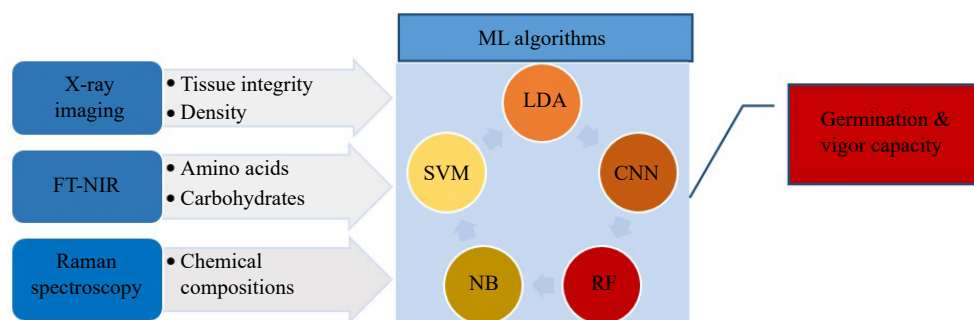 ML algorithms
X-ray
imaging
• Tissue integrity
• Density
FT-NIR
• Amino acids
• Carbohydrates
Raman
spectroscopy
• Chemical
compositions
LDA
CNN
RF
NB
SVM
Germination &
vigor capacity